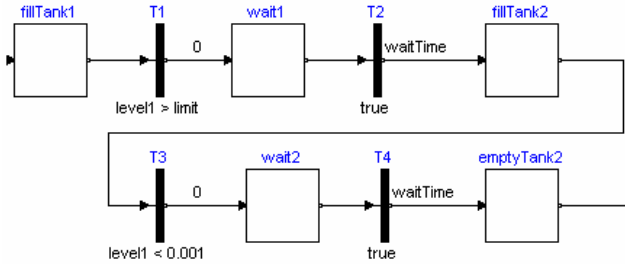 fillTank1 T1 wait1 T2 fillTank2
0 waitTime
level1 > limit true
T3 wait2 T4 emptyTank2
0 waitTime
level1 < 0.001 true